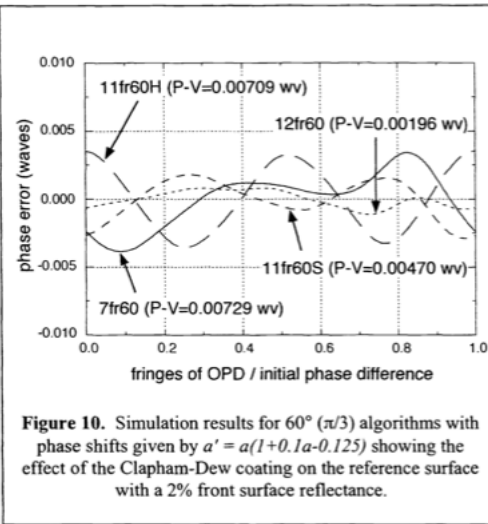 0.010
11fr60H (P-V=0.00709 wv)
12fr60 (P-V=0.00196 wv)
0.005
0.000
-0.005
11fr60S (P-V=0.00470 wv)
7fr60 (P-V=0.00729 wv)
-0.010
phase error (waves)
0.0 0.2 0.4 0.6 0.8 1.0
fringes of OPD / initial phase difference
Figure 10. Simulation results for 60° (π/3) algorithms with
phase shifts given by a' = a(1+0.1a-0.125) showing the
effect of the Clapham-Dew coating on the reference surface
with a 2% front surface reflectance.